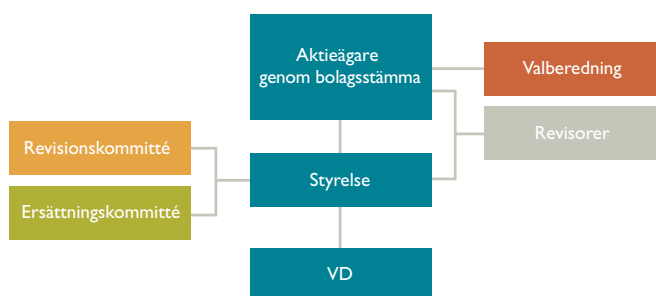 Aktieägare
genom bolagsstämma
Valberedning
Revisorer
Revisionskommitté
Styrelse
Ersättningskommitté
VD